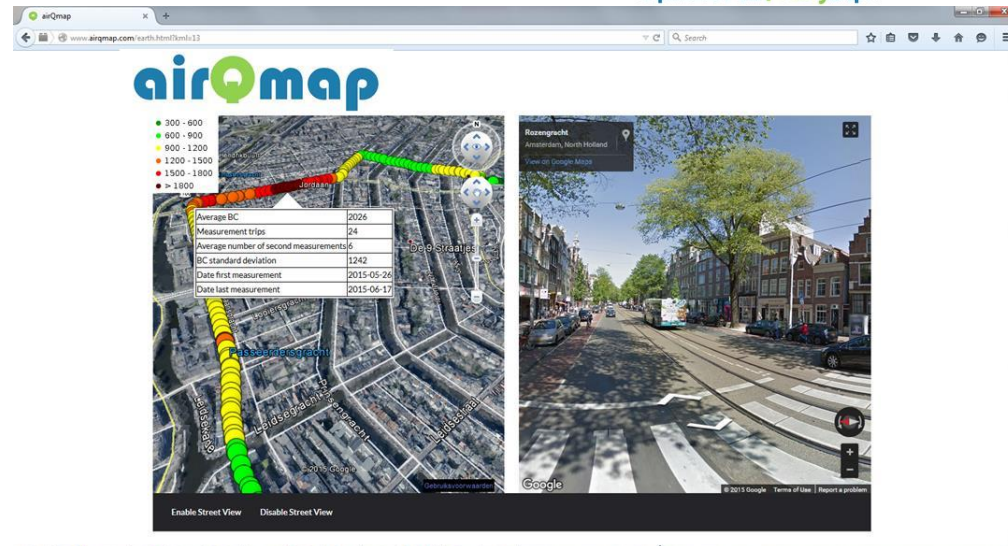 airQmap
www.airqmap.com/earth.html?kml=13
Search
airQmap
300 - 600
600 - 900
900 - 1200
1200 - 1500
1500 - 1800
> 1800
N
Jordaan
Average BC 2026
Measurement trips 24
Average number of second measurements 6
BC standard deviation 1242
Date first measurement 2015-05-26
Date last measurement 2015-06-17
De 9 Straatjes
Looiersgracht
Passeerdersgracht
Leidsegracht
Prinsengracht
Leidsestraat
Leidsekade
© 2015 Google
Gebruiksvoorwaarden
Rozengracht
Amsterdam, North Holland
View on Google Maps
Google
© 2015 Google Terms of Use Report a problem
Enable Street View Disable Street View